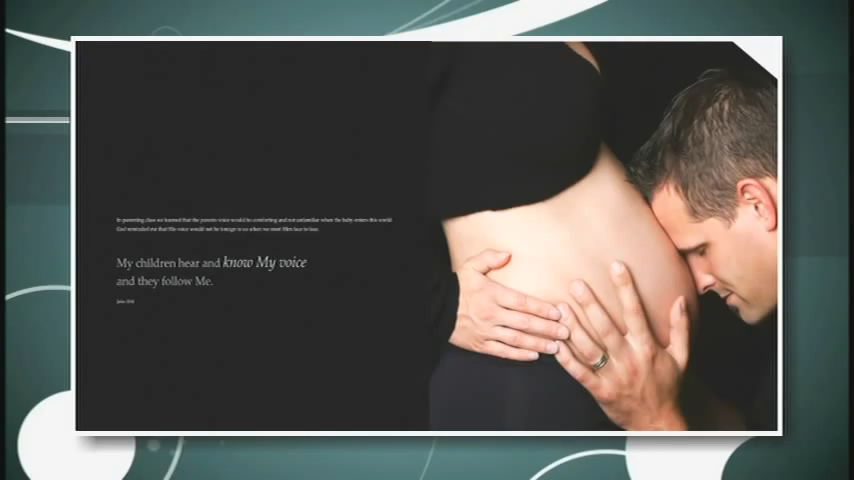 In parenting class we learned that the parents voice would be comforting and not unfamiliar when the baby enters this world.
God reminded me that His voice would not be foreign to us when we meet Him face to face.
My children hear and know My voice
and they follow Me.
John